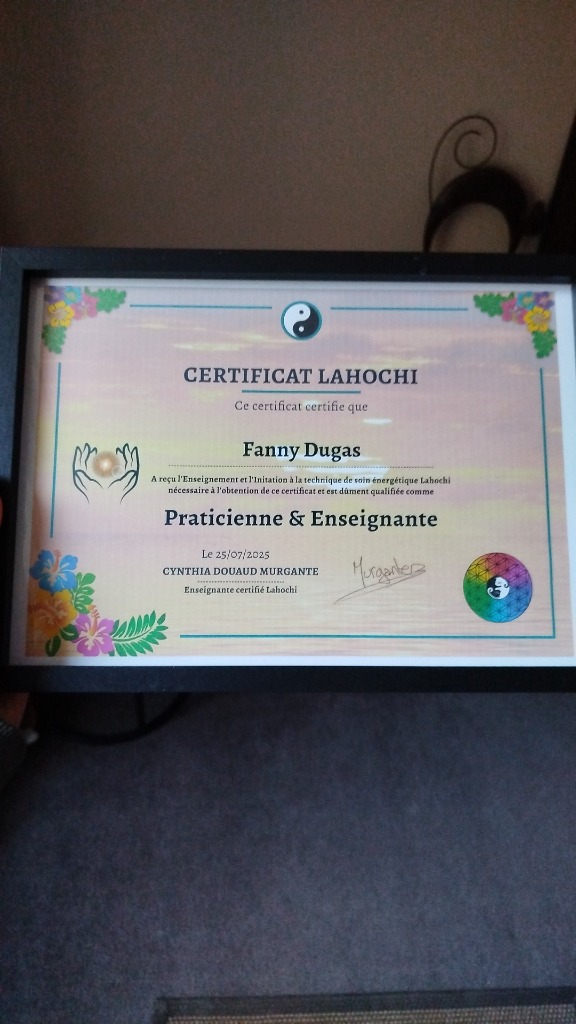 CERTIFICAT LAHOCHI
Ce certificat certifie que
Fanny Dugas
A reçu l'Enseignement et l'Initation à la technique de soin énergétique Lahochi
nécessaire à l'obtention de ce certificat et est dûment qualifiée comme
Praticienne & Enseignante
Le 25/07/2025
CYNTHIA DOUAUD MURGANTE
Enseignante certifié Lahochi
Murgante